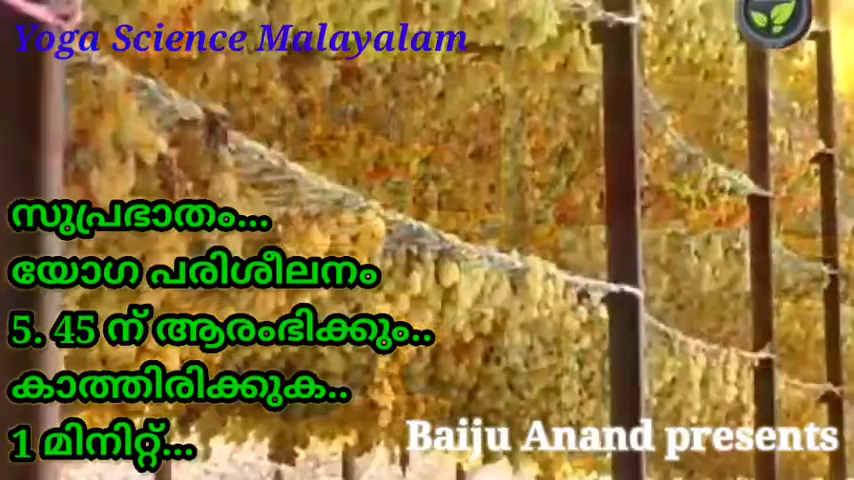 Yoga Science Malayalam
സുപ്രഭാതം...
യോഗ പരിശീലനം
5. 45 ന് ആരംഭിക്കും..
കാത്തിരിക്കുക..
1 മിനിറ്റ്...
Baiju Anand presents